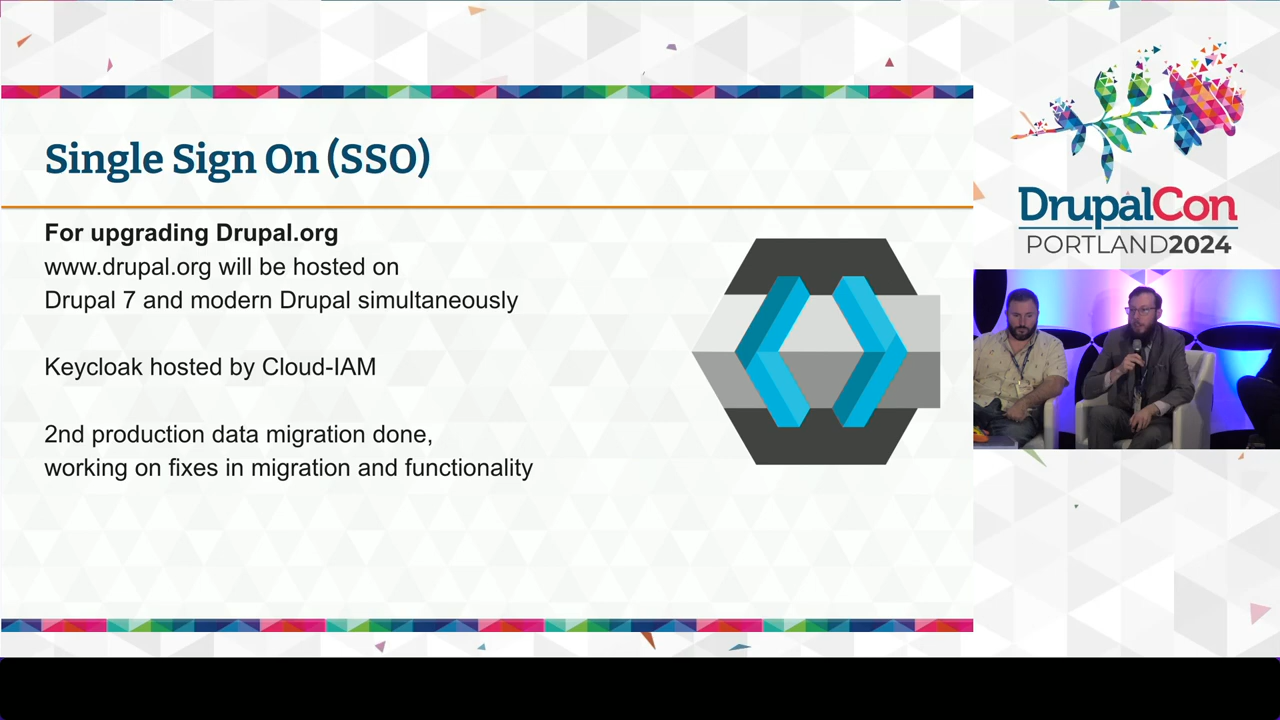 Single Sign On (SSO)
For upgrading Drupal.org
www.drupal.org will be hosted on
Drupal 7 and modern Drupal simultaneously
Keycloak hosted by Cloud-IAM
2nd production data migration done,
working on fixes in migration and functionality
DrupalCon
PORTLAND2024